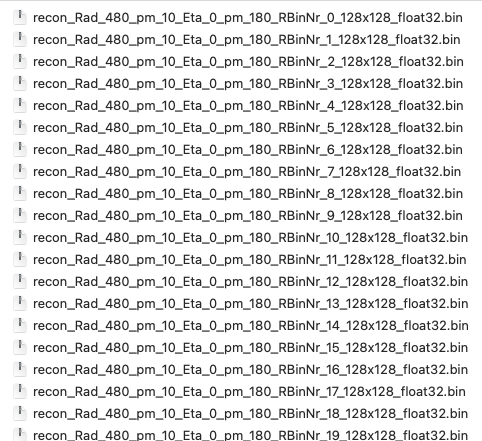 recon_Rad_480_pm_10_Eta_0_pm_180_RBinNr_0_128x128_float32.bin
recon_Rad_480_pm_10_Eta_0_pm_180_RBinNr_1_128x128_float32.bin
recon_Rad_480_pm_10_Eta_0_pm_180_RBinNr_2_128x128_float32.bin
recon_Rad_480_pm_10_Eta_0_pm_180_RBinNr_3_128x128_float32.bin
recon_Rad_480_pm_10_Eta_0_pm_180_RBinNr_4_128x128_float32.bin
recon_Rad_480_pm_10_Eta_0_pm_180_RBinNr_5_128x128_float32.bin
recon_Rad_480_pm_10_Eta_0_pm_180_RBinNr_6_128x128_float32.bin
recon_Rad_480_pm_10_Eta_0_pm_180_RBinNr_7_128x128_float32.bin
recon_Rad_480_pm_10_Eta_0_pm_180_RBinNr_8_128x128_float32.bin
recon_Rad_480_pm_10_Eta_0_pm_180_RBinNr_9_128x128_float32.bin
recon_Rad_480_pm_10_Eta_0_pm_180_RBinNr_10_128x128_float32.bin
recon_Rad_480_pm_10_Eta_0_pm_180_RBinNr_11_128x128_float32.bin
recon_Rad_480_pm_10_Eta_0_pm_180_RBinNr_12_128x128_float32.bin
recon_Rad_480_pm_10_Eta_0_pm_180_RBinNr_13_128x128_float32.bin
recon_Rad_480_pm_10_Eta_0_pm_180_RBinNr_14_128x128_float32.bin
recon_Rad_480_pm_10_Eta_0_pm_180_RBinNr_15_128x128_float32.bin
recon_Rad_480_pm_10_Eta_0_pm_180_RBinNr_16_128x128_float32.bin
recon_Rad_480_pm_10_Eta_0_pm_180_RBinNr_17_128x128_float32.bin
recon_Rad_480_pm_10_Eta_0_pm_180_RBinNr_18_128x128_float32.bin
recon_Rad_480_pm_10_Eta_0_pm_180_RBinNr_19_128x128_float32.bin